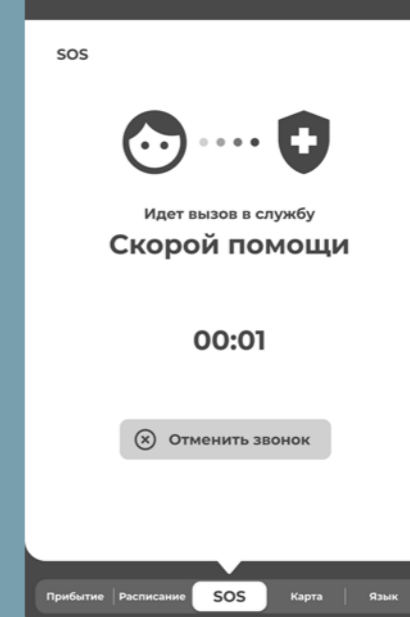 SOS
Идет вызов в службу
Скорой помощи
00:01
Отменить звонок
Прибытие Расписание SOS Карта Язык